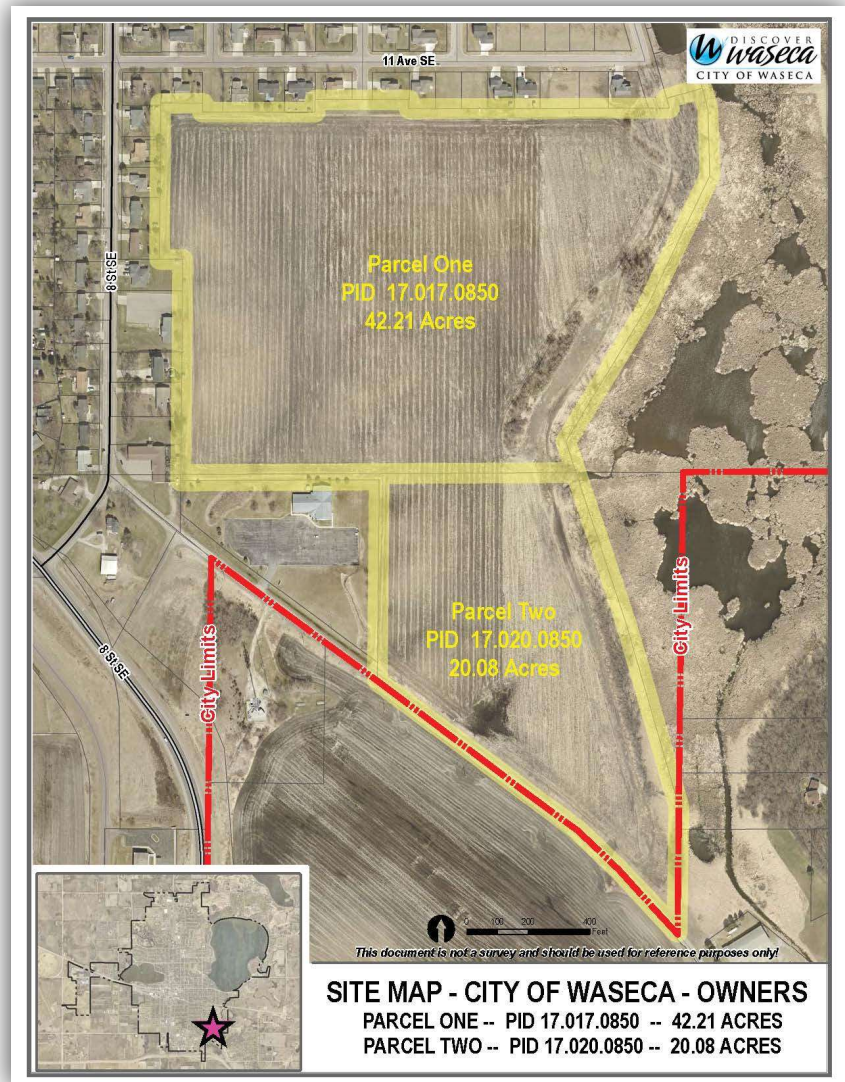 DISCOVER
waseca
CITY OF WASECA
11 Ave SE
8 St SE
Parcel One
PID 17.017.0850
42.21 Acres
Parcel Two
PID 17.020.0850
20.08 Acres
City Limits
City Limits
8 St SE
0 100 200 400
Feet
This document is not a survey and should be used for reference purposes only!
SITE MAP - CITY OF WASECA - OWNERS
PARCEL ONE -- PID 17.017.0850 -- 42.21 ACRES
PARCEL TWO -- PID 17.020.0850 -- 20.08 ACRES